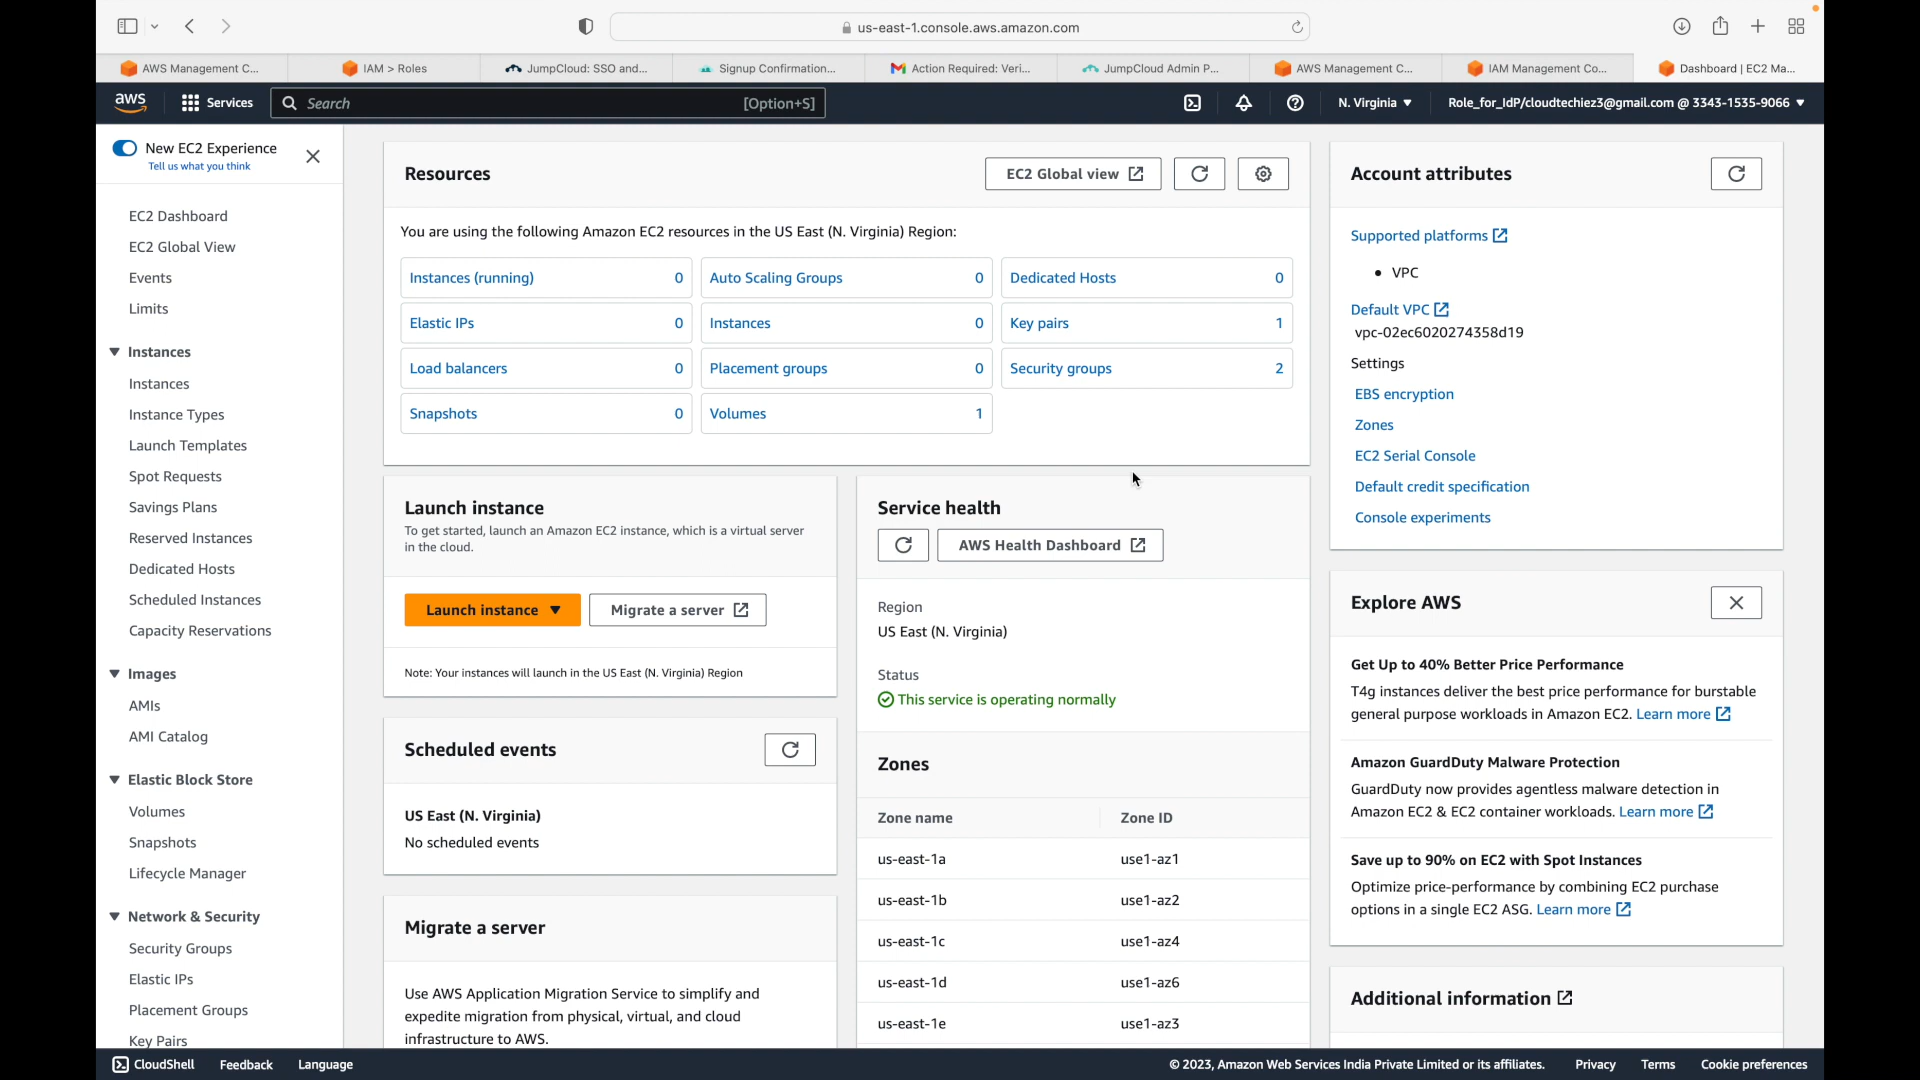 us-east-1.console.aws.amazon.com
AWS Management C...
IAM > Roles
JumpCloud: SSO and...
Signup Confirmation...
Action Required: Veri...
JumpCloud Admin P...
AWS Management C...
IAM Management Co...
Dashboard | EC2 Ma...
aws
Services
Search
[Option+S]
N. Virginia
Role_for_IdP/cloudtechiez3@gmail.com @ 3343-1535-9066
New EC2 Experience
Tell us what you think
EC2 Dashboard
EC2 Global View
Events
Limits
Instances
Instances
Instance Types
Launch Templates
Spot Requests
Savings Plans
Reserved Instances
Dedicated Hosts
Scheduled Instances
Capacity Reservations
Images
AMIs
AMI Catalog
Elastic Block Store
Volumes
Snapshots
Lifecycle Manager
Network & Security
Security Groups
Elastic IPs
Placement Groups
Key Pairs
Resources
EC2 Global view
You are using the following Amazon EC2 resources in the US East (N. Virginia) Region:
Instances (running) 0
Auto Scaling Groups 0
Dedicated Hosts 0
Elastic IPs 0
Instances 0
Key pairs 1
Load balancers 0
Placement groups 0
Security groups 2
Snapshots 0
Volumes 1
Launch instance
To get started, launch an Amazon EC2 instance, which is a virtual server
in the cloud.
Launch instance
Migrate a server
Note: Your instances will launch in the US East (N. Virginia) Region
Scheduled events
US East (N. Virginia)
No scheduled events
Migrate a server
Use AWS Application Migration Service to simplify and
expedite migration from physical, virtual, and cloud
infrastructure to AWS.
Service health
AWS Health Dashboard
Region
US East (N. Virginia)
Status
This service is operating normally
Zones
Zone name Zone ID
us-east-1a use1-az1
us-east-1b use1-az2
us-east-1c use1-az4
us-east-1d use1-az6
us-east-1e use1-az3
Account attributes
Supported platforms
• VPC
Default VPC
vpc-02ec6020274358d19
Settings
EBS encryption
Zones
EC2 Serial Console
Default credit specification
Console experiments
Explore AWS
Get Up to 40% Better Price Performance
T4g instances deliver the best price performance for burstable
general purpose workloads in Amazon EC2. Learn more
Amazon GuardDuty Malware Protection
GuardDuty now provides agentless malware detection in
Amazon EC2 & EC2 container workloads. Learn more
Save up to 90% on EC2 with Spot Instances
Optimize price-performance by combining EC2 purchase
options in a single EC2 ASG. Learn more
Additional information
CloudShell
Feedback
Language
© 2023, Amazon Web Services India Private Limited or its affiliates.
Privacy
Terms
Cookie preferences